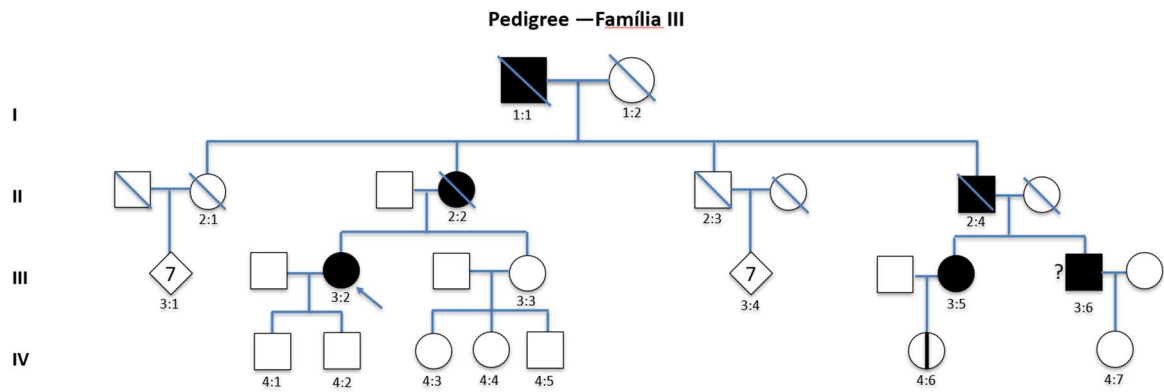 Pedigree —Família III
I
1:1 1:2
II
2:1 2:2 2:3 2:4
7 7 ?
III
3:1 3:2 3:3 3:4 3:5 3:6
IV
4:1 4:2 4:3 4:4 4:5 4:6 4:7